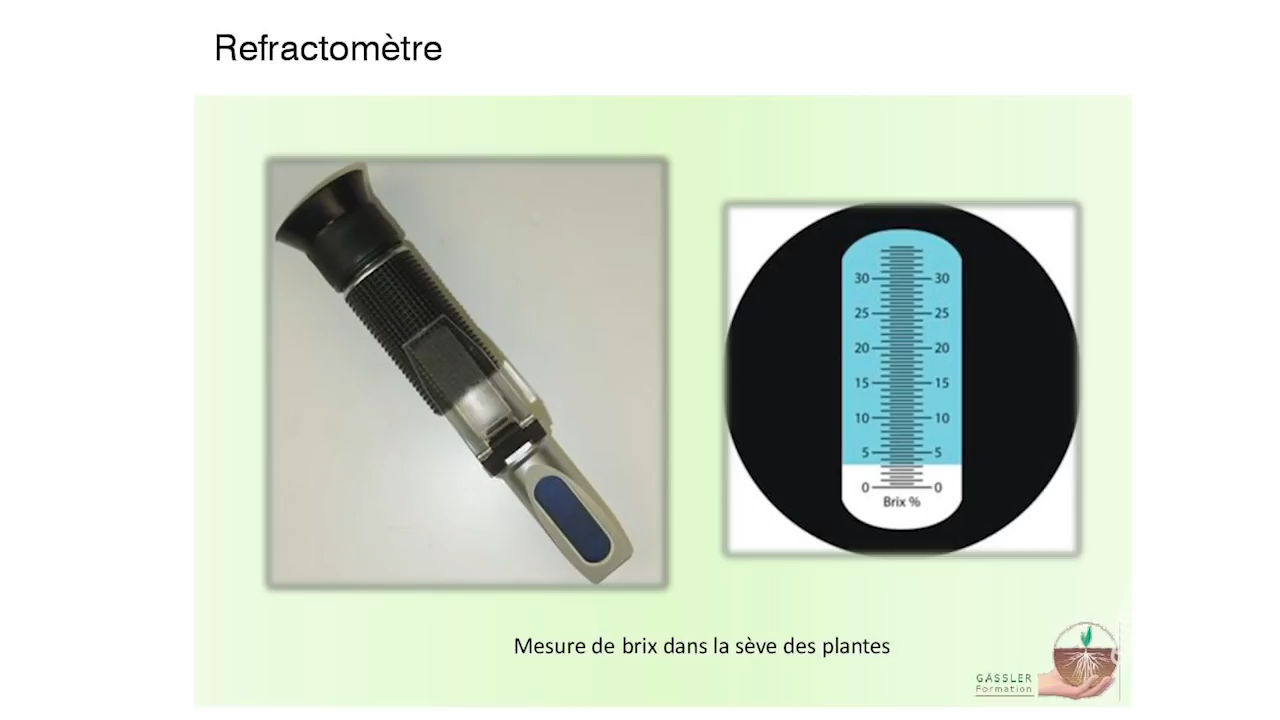 Refractomètre
30 30
25 25
20 20
15 15
10 10
5 5
0 0
Brix %
Mesure de brix dans la sève des plantes
GÄSSLER
Formation